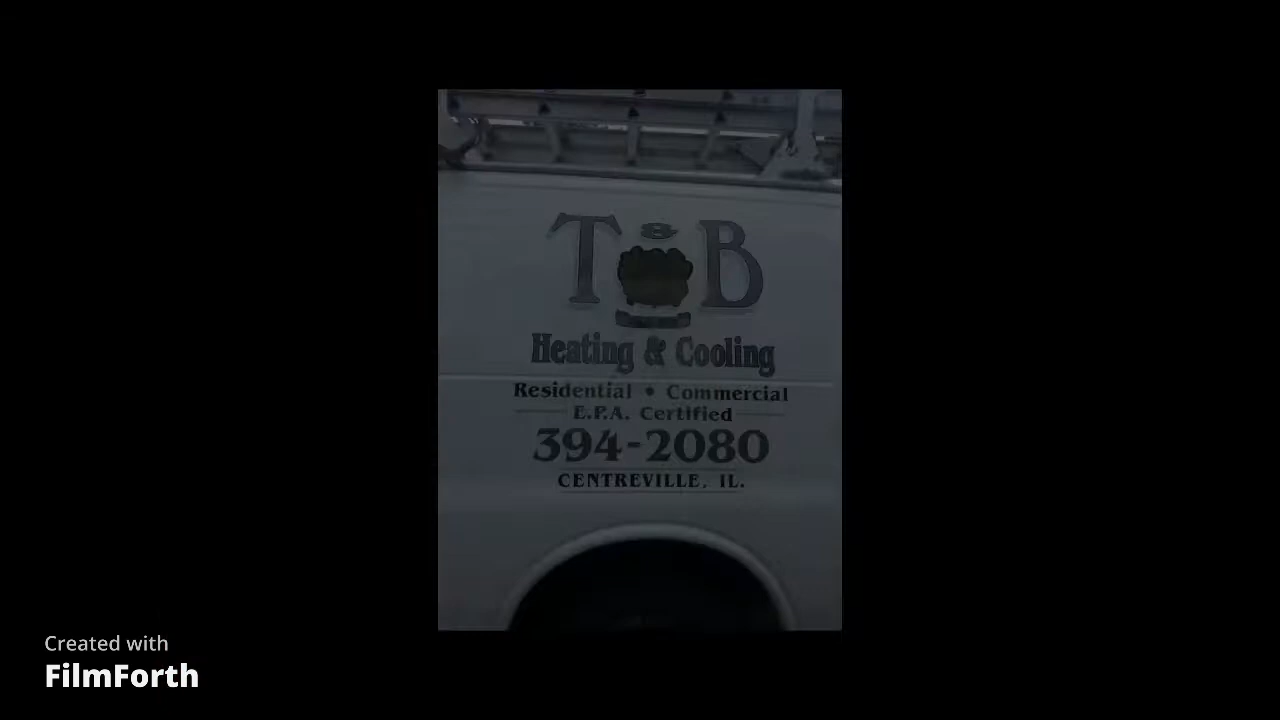 T & B
Heating & Cooling
Residential • Commercial
E.P.A. Certified
394-2080
CENTREVILLE, IL.
Created with
FilmForth